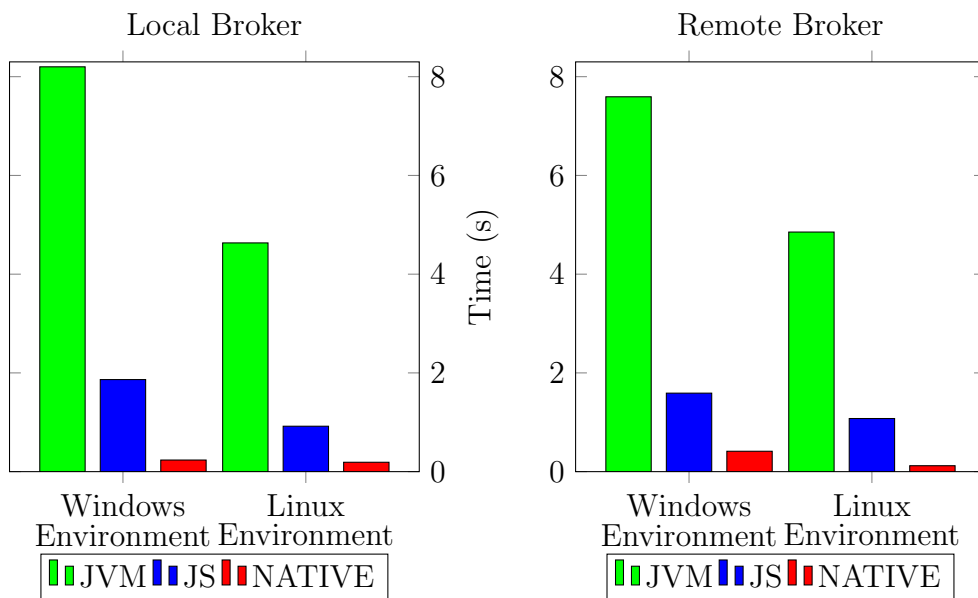 Local Broker
8
6
4
2
0
Time (s)
Windows Environment
Linux Environment
JVM JS NATIVE
Remote Broker
8
6
4
2
0
Windows Environment
Linux Environment
JVM JS NATIVE